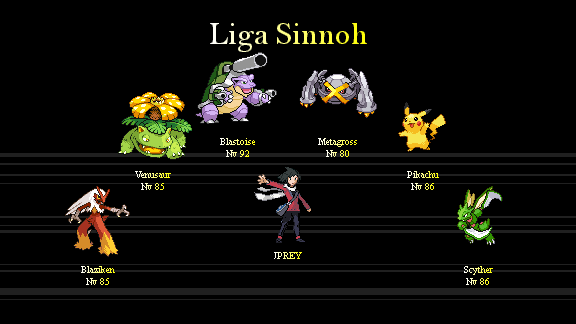 Liga Sinnoh
Blastoise
Nv 92
Metagross
Nv 80
Venusaur
Nv 85
Pikachu
Nv 86
JPREY
Blaziken
Nv 85
Scyther
Nv 86